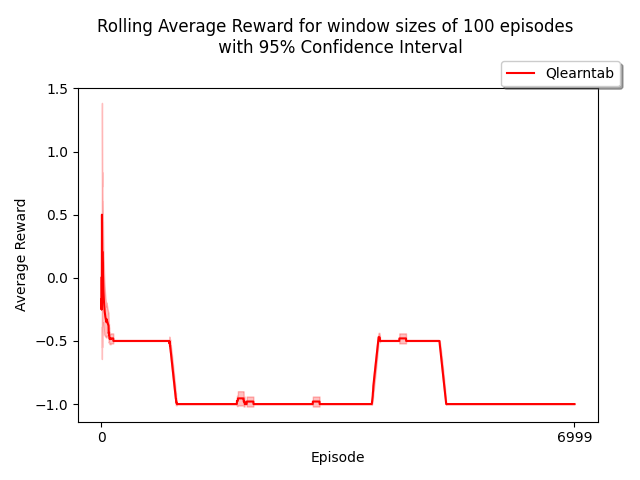 Rolling Average Reward for window sizes of 100 episodes
with 95% Confidence Interval
Qlearntab
1.5
1.0
0.5
0.0
−0.5
−1.0
Average Reward
0
6999
Episode